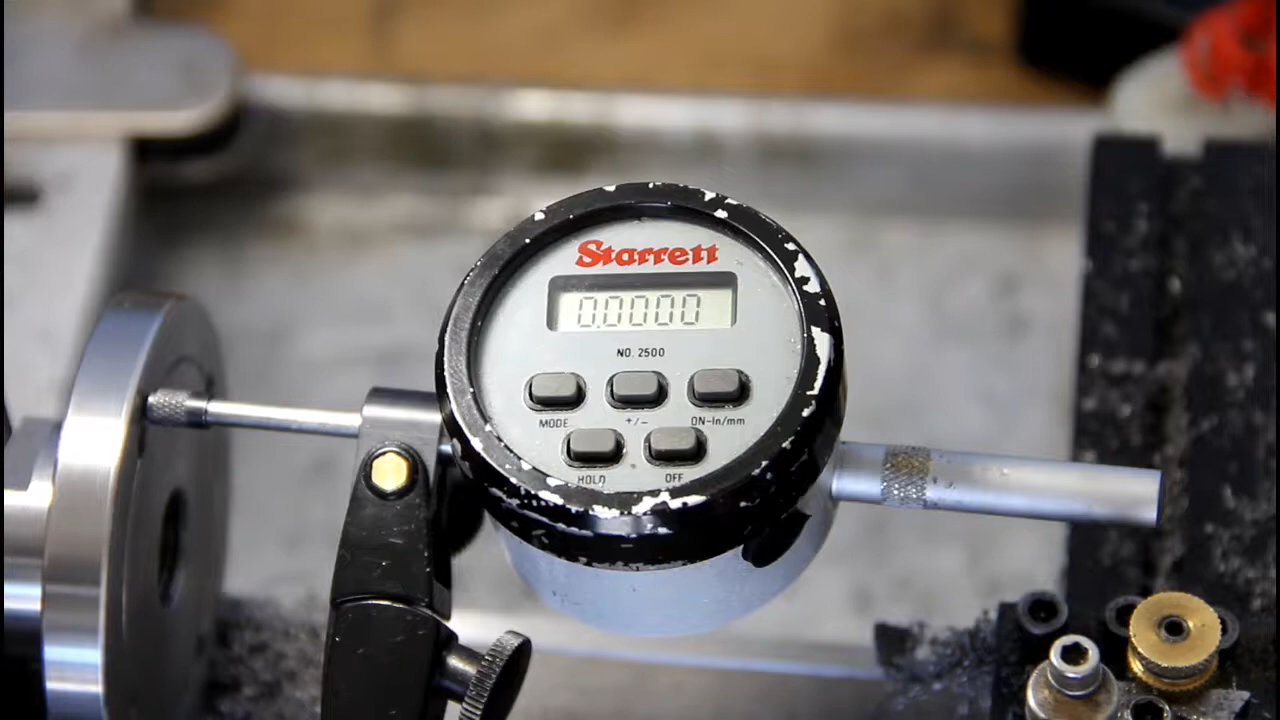 Starrett
0.0000
NO. 2500
MODE
+/−
ON-In/mm
HOLD
OFF